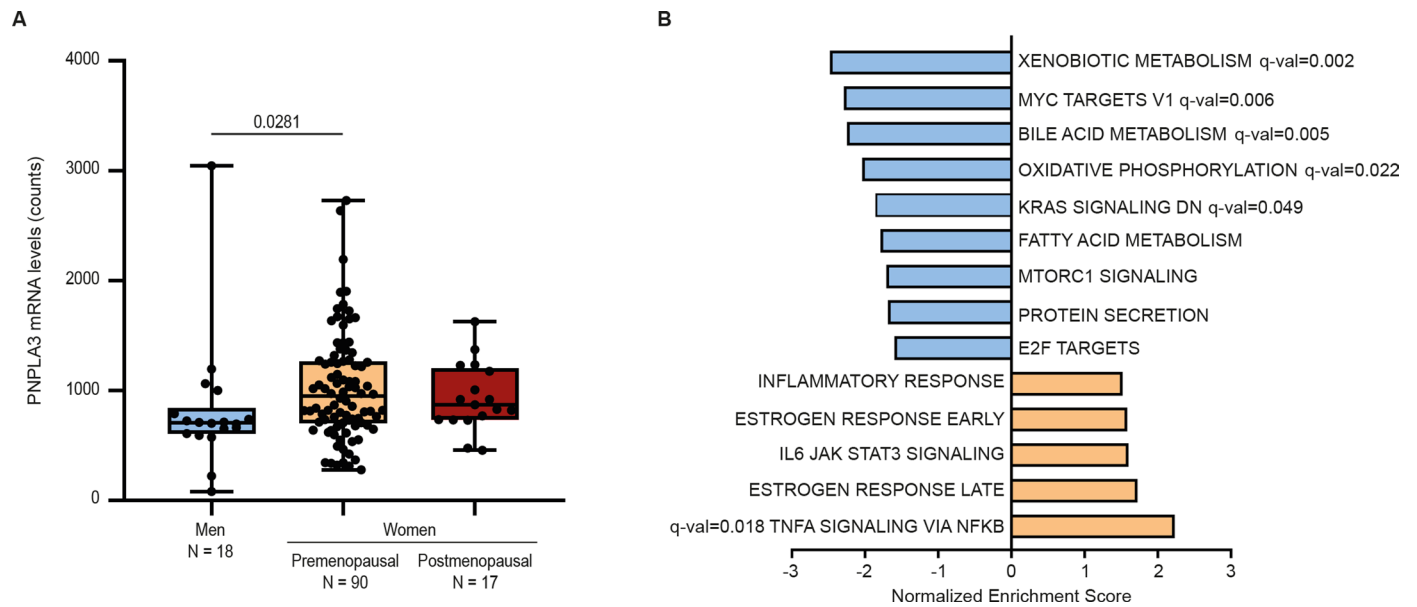 A
PNPLA3 mRNA levels (counts)
4000
3000
2000
1000
0
0.0281
Men
N = 18
Women
Premenopausal
N = 90
Postmenopausal
N = 17
B
XENOBIOTIC METABOLISM q-val=0.002
MYC TARGETS V1 q-val=0.006
BILE ACID METABOLISM q-val=0.005
OXIDATIVE PHOSPHORYLATION q-val=0.022
KRAS SIGNALING DN q-val=0.049
FATTY ACID METABOLISM
MTORC1 SIGNALING
PROTEIN SECRETION
E2F TARGETS
INFLAMMATORY RESPONSE
ESTROGEN RESPONSE EARLY
IL6 JAK STAT3 SIGNALING
ESTROGEN RESPONSE LATE
q-val=0.018 TNFA SIGNALING VIA NFKB
-3 -2 -1 0 1 2 3
Normalized Enrichment Score